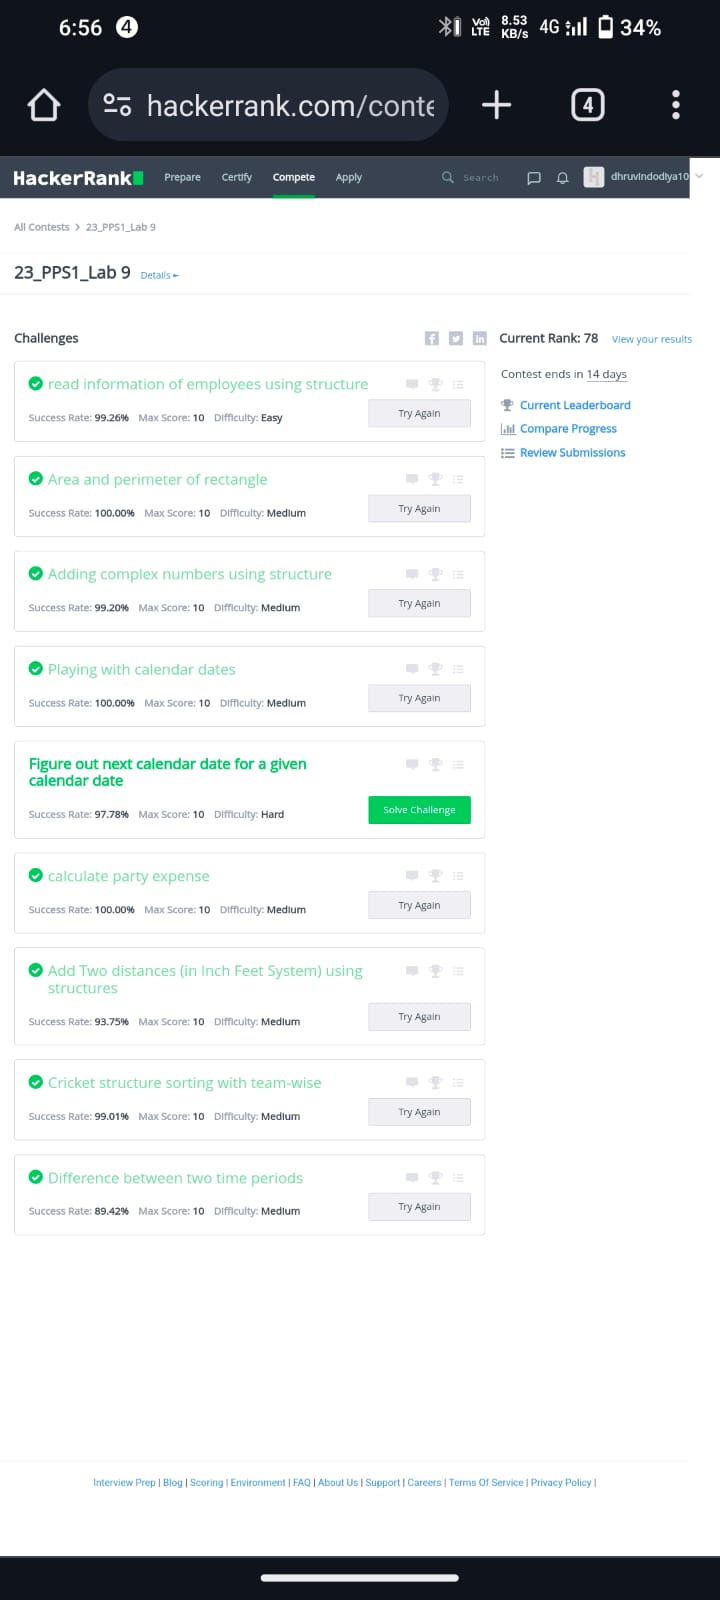 6:56 4 Vo) LTE 8.53 KB/s 4G 34%
hackerrank.com/conte 4
HackerRank Prepare Certify Compete Apply Search H dhruvindodiya10
All Contests > 23_PPS1_Lab 9
23_PPS1_Lab 9 Details
Challenges
Current Rank: 78 View your results
Contest ends in 14 days
Current Leaderboard
Compare Progress
Review Submissions
read information of employees using structure
Success Rate: 99.26% Max Score: 10 Difficulty: Easy
Try Again
Area and perimeter of rectangle
Success Rate: 100.00% Max Score: 10 Difficulty: Medium
Try Again
Adding complex numbers using structure
Success Rate: 99.20% Max Score: 10 Difficulty: Medium
Try Again
Playing with calendar dates
Success Rate: 100.00% Max Score: 10 Difficulty: Medium
Try Again
Figure out next calendar date for a given
calendar date
Success Rate: 97.78% Max Score: 10 Difficulty: Hard
Solve Challenge
calculate party expense
Success Rate: 100.00% Max Score: 10 Difficulty: Medium
Try Again
Add Two distances (in Inch Feet System) using
structures
Success Rate: 93.75% Max Score: 10 Difficulty: Medium
Try Again
Cricket structure sorting with team-wise
Success Rate: 99.01% Max Score: 10 Difficulty: Medium
Try Again
Difference between two time periods
Success Rate: 89.42% Max Score: 10 Difficulty: Medium
Try Again
Interview Prep | Blog | Scoring | Environment | FAQ | About Us | Support | Careers | Terms Of Service | Privacy Policy |